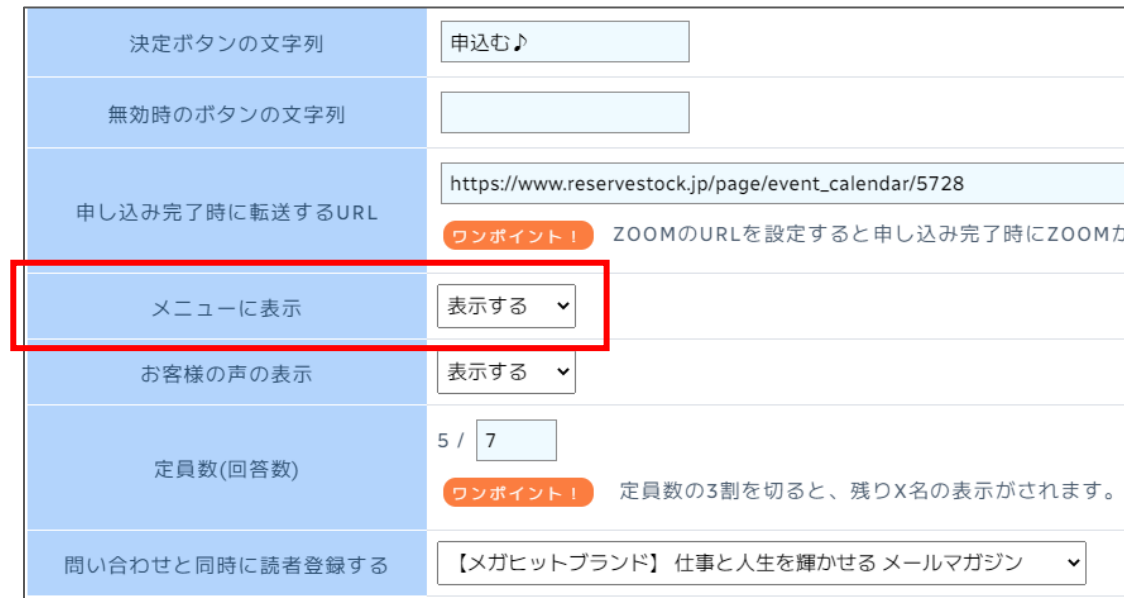 決定ボタンの文字列
申込む♪
無効時のボタンの文字列
申し込み完了時に転送するURL
https://www.reservestock.jp/page/event_calendar/5728
ワンポイント！ ZOOMのURLを設定すると申し込み完了時にZOOMが
メニューに表示
表示する
お客様の声の表示
表示する
定員数(回答数)
5 / 7
ワンポイント！ 定員数の3割を切ると、残りX名の表示がされます。
問い合わせと同時に読者登録する
【メガヒットブランド】 仕事と人生を輝かせる メールマガジン